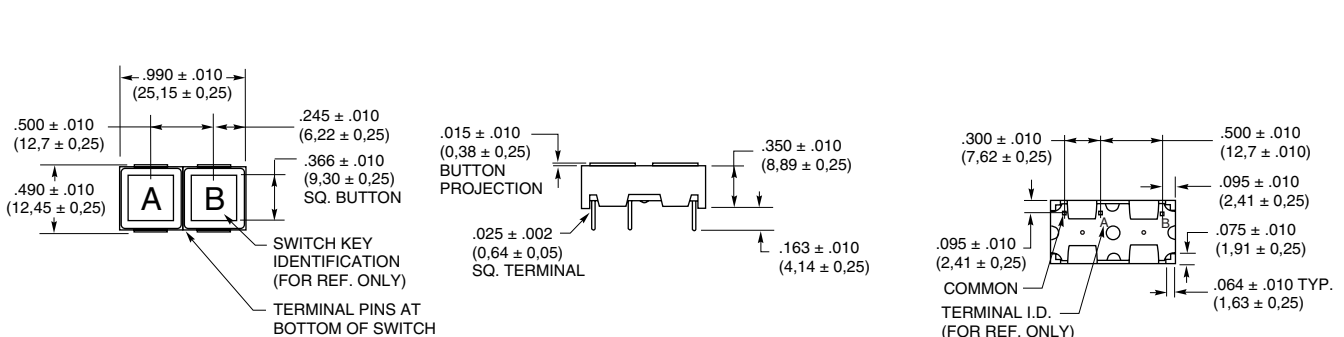 .990 ± .010
(25,15 ± 0,25)
.500 ± .010
(12,7 ± 0,25)
.245 ± .010
(6,22 ± 0,25)
.490 ± .010
(12,45 ± 0,25)
.366 ± .010
(9,30 ± 0,25)
SQ. BUTTON
A
B
SWITCH KEY
IDENTIFICATION
(FOR REF. ONLY)
TERMINAL PINS AT
BOTTOM OF SWITCH
.015 ± .010
(0,38 ± 0,25)
BUTTON
PROJECTION
.350 ± .010
(8,89 ± 0,25)
.025 ± .002
(0,64 ± 0,05)
SQ. TERMINAL
.163 ± .010
(4,14 ± 0,25)
.300 ± .010
(7,62 ± 0,25)
.500 ± .010
(12,7 ± .010)
.095 ± .010
(2,41 ± 0,25)
A
B
.075 ± .010
(1,91 ± 0,25)
.095 ± .010
(2,41 ± 0,25)
COMMON
.064 ± .010 TYP.
(1,63 ± 0,25)
TERMINAL I.D.
(FOR REF. ONLY)